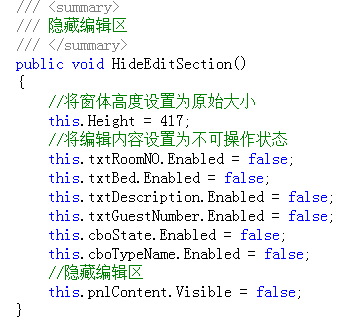 /// <summary>
/// 隐藏编辑区
/// </summary>
public void HideEditSection()
{
//将窗体高度设置为原始大小
this.Height = 417;
//将编辑内容设置为不可操作状态
this.txtRoomNO.Enabled = false;
this.txtBed.Enabled = false;
this.txtDescription.Enabled = false;
this.txtGuestNumber.Enabled = false;
this.cboState.Enabled = false;
this.cboTypeName.Enabled = false;
//隐藏编辑区
this.pnlContent.Visible = false;
}